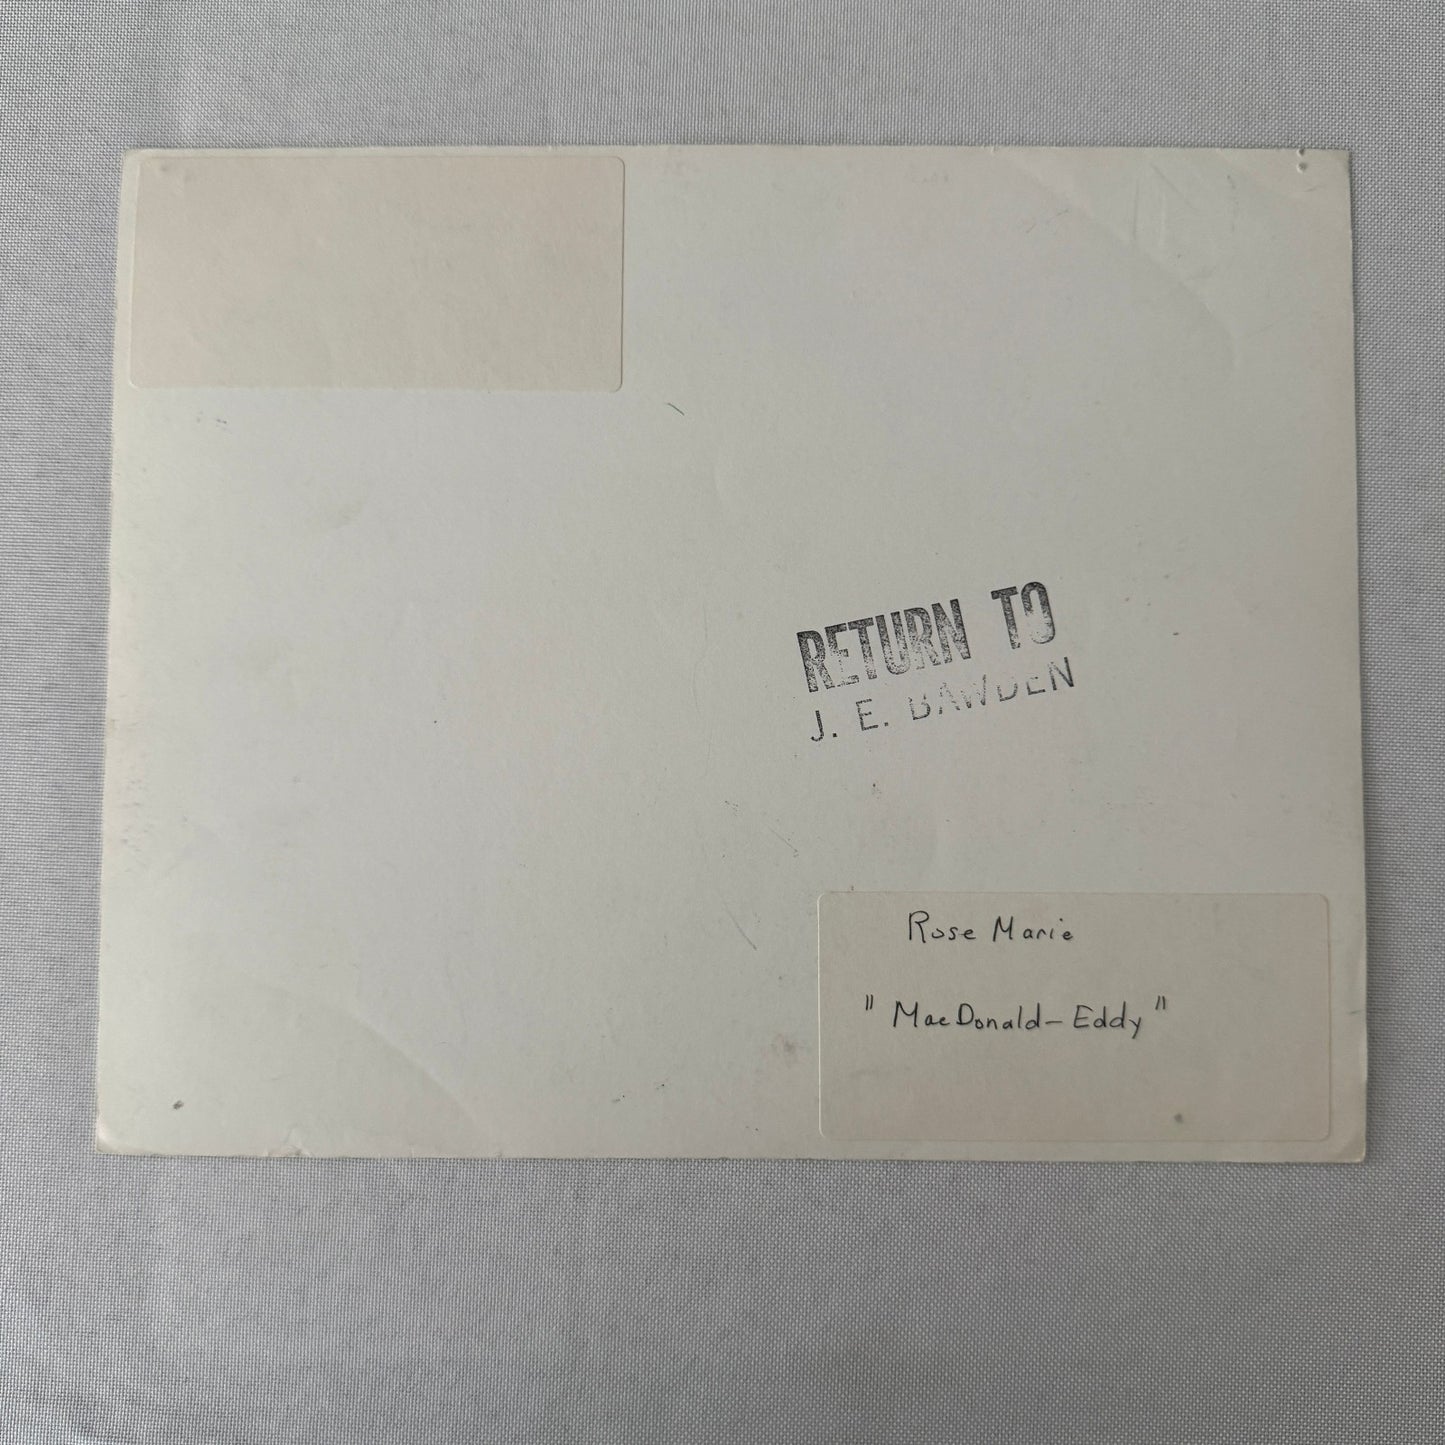 RETURN TO
J. E. BAWDEN
Rose Marie
"MacDonald-Eddy"